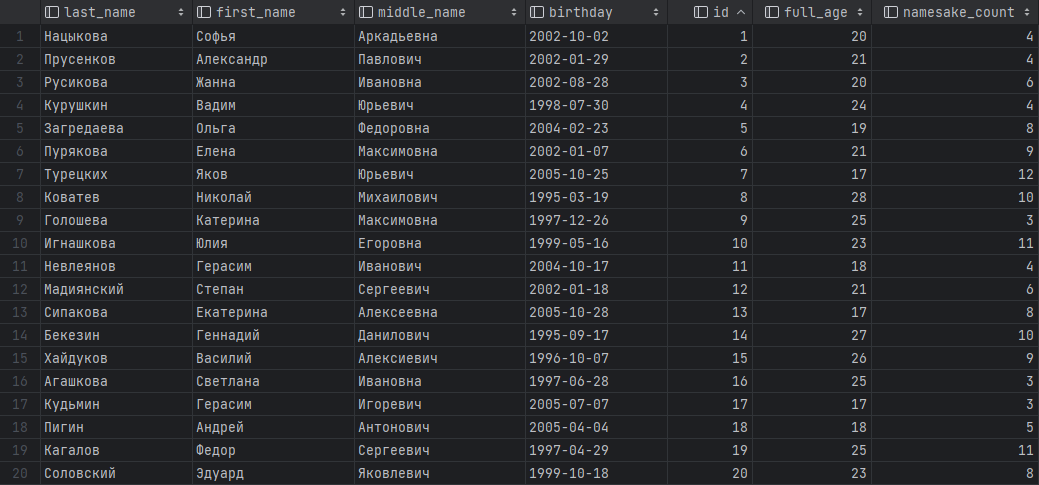 last_name first_name middle_name birthday id full_age namesake_count
1 Нацыкова Софья Аркадьевна 2002-10-02 1 20 4
2 Прусенков Александр Павлович 2002-01-29 2 21 4
3 Русикова Жанна Ивановна 2002-08-28 3 20 6
4 Курушкин Вадим Юрьевич 1998-07-30 4 24 4
5 Загредаева Ольга Федоровна 2004-02-23 5 19 8
6 Пурякова Елена Максимовна 2002-01-07 6 21 9
7 Турецких Яков Юрьевич 2005-10-25 7 17 12
8 Коватев Николай Михаилович 1995-03-19 8 28 10
9 Голошева Катерина Максимовна 1997-12-26 9 25 3
10 Игнашкова Юлия Егоровна 1999-05-16 10 23 11
11 Невлеянов Герасим Иванович 2004-10-17 11 18 4
12 Мадиянский Степан Сергеевич 2002-01-18 12 21 6
13 Сипакова Екатерина Алексеевна 2005-10-28 13 17 8
14 Бекезин Геннадий Данилович 1995-09-17 14 27 10
15 Хайдуков Василий Алексиевич 1996-10-07 15 26 9
16 Агашкова Светлана Ивановна 1997-06-28 16 25 3
17 Кудьмин Герасим Игоревич 2005-07-07 17 17 3
18 Пигин Андрей Антонович 2005-04-04 18 18 5
19 Кагалов Федор Сергеевич 1997-04-29 19 25 11
20 Соловский Эдуард Яковлевич 1999-10-18 20 23 8